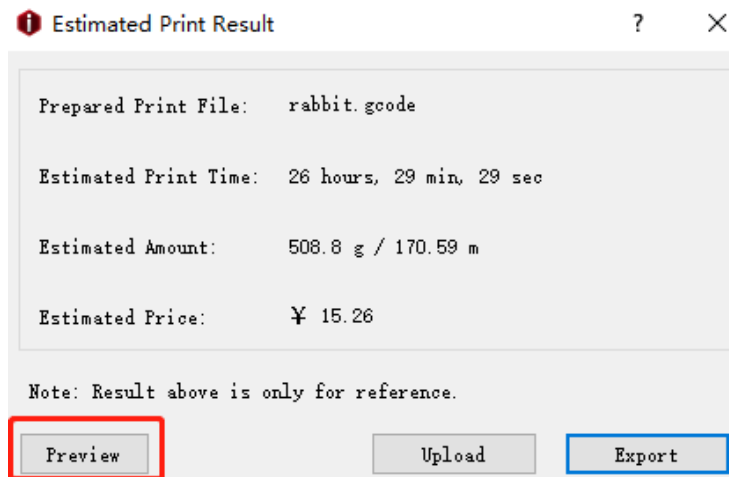 Estimated Print Result
Prepared Print File: rabbit.gcode
Estimated Print Time: 26 hours, 29 min, 29 sec
Estimated Amount: 508.8 g / 170.59 m
Estimated Price: ¥ 15.26
Note: Result above is only for reference.
Preview Upload Export